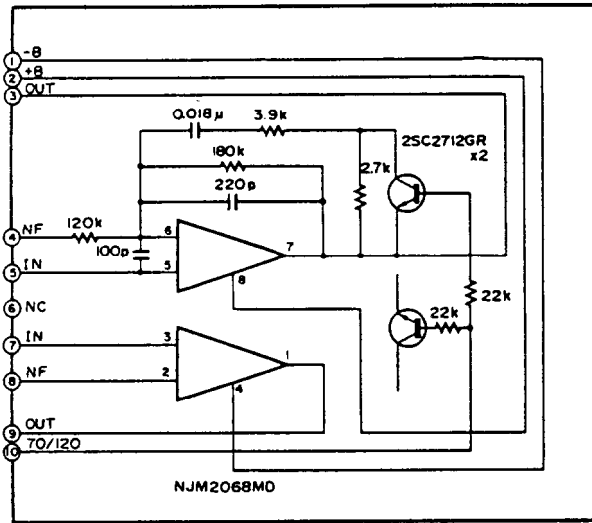 1 -8
2 +8
3 OUT
0.018μ 3.9k
2SC2712GR
x2
180k
2.7k
220p
4 NF 120k 6
100p 7
5 IN 5
8
22k
6 NC
22k
7 IN 3
1
8 NF 2
4
9 OUT
10 70/120
NJM2068MD